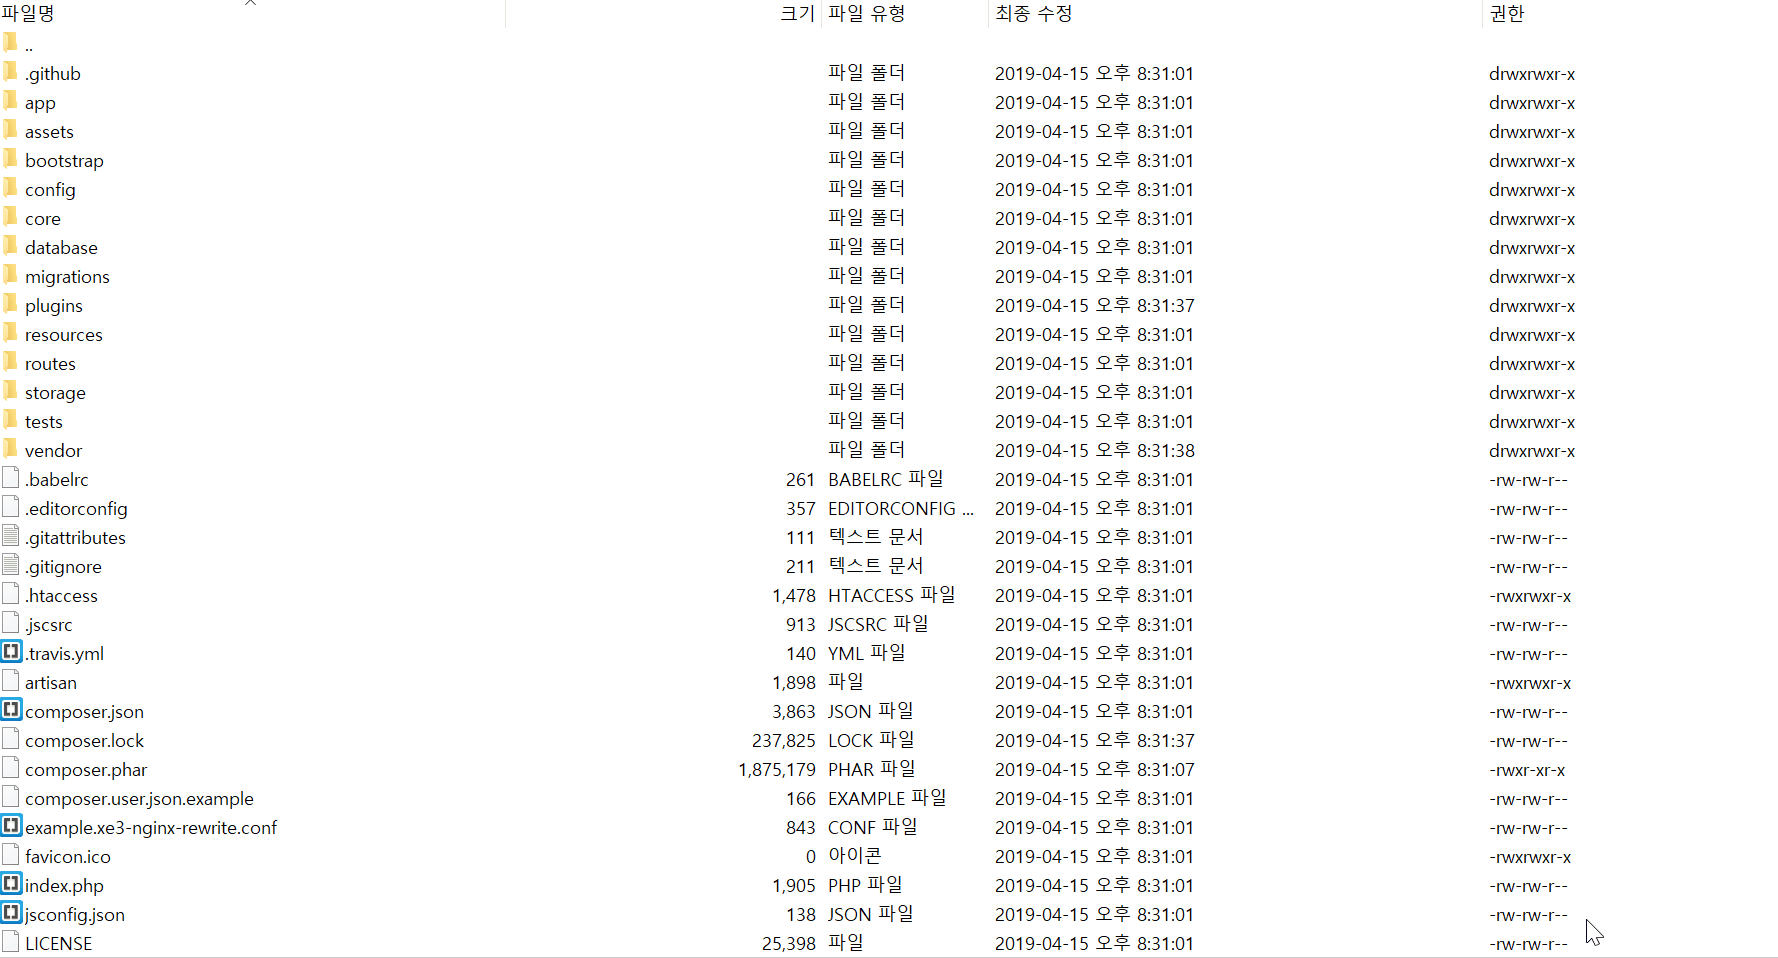 파일명 크기 파일 유형 최종 수정 권한
..
.github 파일 폴더 2019-04-15 오후 8:31:01 drwxrwxr-x
app 파일 폴더 2019-04-15 오후 8:31:01 drwxrwxr-x
assets 파일 폴더 2019-04-15 오후 8:31:01 drwxrwxr-x
bootstrap 파일 폴더 2019-04-15 오후 8:31:01 drwxrwxr-x
config 파일 폴더 2019-04-15 오후 8:31:01 drwxrwxr-x
core 파일 폴더 2019-04-15 오후 8:31:01 drwxrwxr-x
database 파일 폴더 2019-04-15 오후 8:31:01 drwxrwxr-x
migrations 파일 폴더 2019-04-15 오후 8:31:01 drwxrwxr-x
plugins 파일 폴더 2019-04-15 오후 8:31:37 drwxrwxr-x
resources 파일 폴더 2019-04-15 오후 8:31:01 drwxrwxr-x
routes 파일 폴더 2019-04-15 오후 8:31:01 drwxrwxr-x
storage 파일 폴더 2019-04-15 오후 8:31:01 drwxrwxr-x
tests 파일 폴더 2019-04-15 오후 8:31:01 drwxrwxr-x
vendor 파일 폴더 2019-04-15 오후 8:31:38 drwxrwxr-x
.babelrc 261 BABELRC 파일 2019-04-15 오후 8:31:01 -rw-rw-r--
.editorconfig 357 EDITORCONFIG ... 2019-04-15 오후 8:31:01 -rw-rw-r--
.gitattributes 111 텍스트 문서 2019-04-15 오후 8:31:01 -rw-rw-r--
.gitignore 211 텍스트 문서 2019-04-15 오후 8:31:01 -rw-rw-r--
.htaccess 1,478 HTACCESS 파일 2019-04-15 오후 8:31:01 -rwxrwxr-x
.jscsrc 913 JSCSRC 파일 2019-04-15 오후 8:31:01 -rw-rw-r--
.travis.yml 140 YML 파일 2019-04-15 오후 8:31:01 -rw-rw-r--
artisan 1,898 파일 2019-04-15 오후 8:31:01 -rwxrwxr-x
composer.json 3,863 JSON 파일 2019-04-15 오후 8:31:01 -rw-rw-r--
composer.lock 237,825 LOCK 파일 2019-04-15 오후 8:31:37 -rw-rw-r--
composer.phar 1,875,179 PHAR 파일 2019-04-15 오후 8:31:07 -rwxr-xr-x
composer.user.json.example 166 EXAMPLE 파일 2019-04-15 오후 8:31:01 -rw-rw-r--
example.xe3-nginx-rewrite.conf 843 CONF 파일 2019-04-15 오후 8:31:01 -rw-rw-r--
favicon.ico 0 아이콘 2019-04-15 오후 8:31:01 -rwxrwxr-x
index.php 1,905 PHP 파일 2019-04-15 오후 8:31:01 -rw-rw-r--
jsconfig.json 138 JSON 파일 2019-04-15 오후 8:31:01 -rw-rw-r--
LICENSE 25,398 파일 2019-04-15 오후 8:31:01 -rw-rw-r--